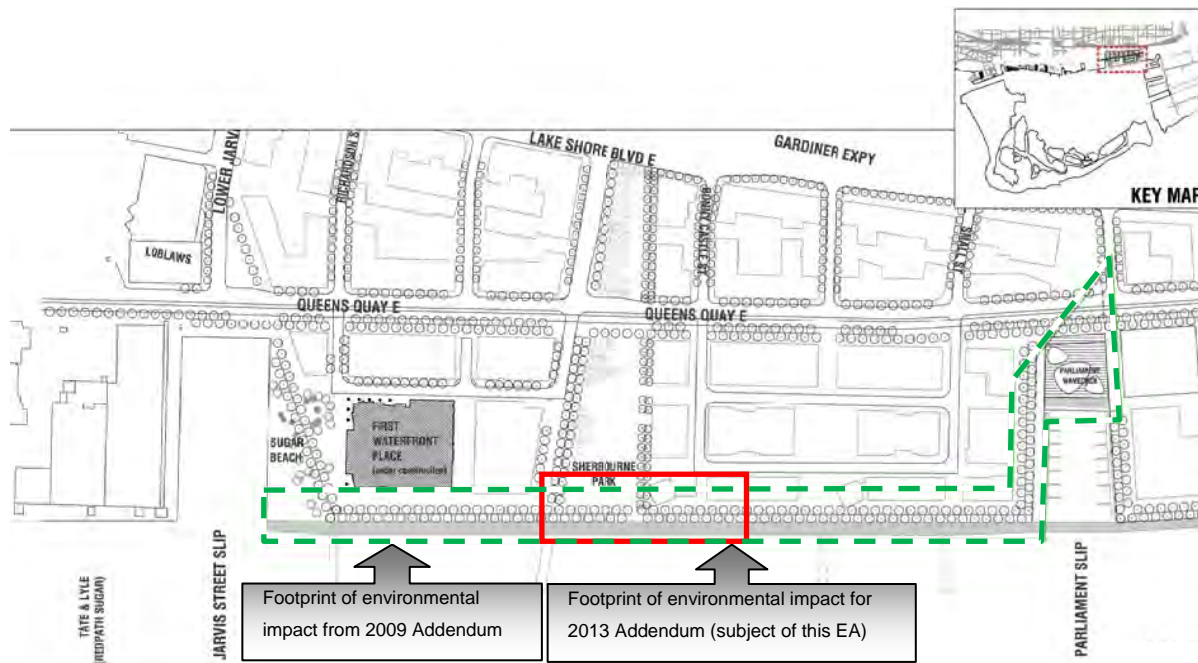 KEY MAP
LAKE SHORE BLVD E
GARDINER EXPY
LOWER JARVI
RICHARDSON S
BONNYCASTLE ST
SMALL ST
LOBLAWS
QUEENS QUAY E
QUEENS QUAY E
PARLIAMENT
WAVEDECK
FIRST
WATERFRONT
PLACE
(under construction)
SUGAR
BEACH
SHERBOURNE
PARK
TATE & LYLE
(REDPATH SUGAR)
JARVIS STREET SLIP
PARLIAMENT SLIP
Footprint of environmental
impact from 2009 Addendum
Footprint of environmental impact for
2013 Addendum (subject of this EA)